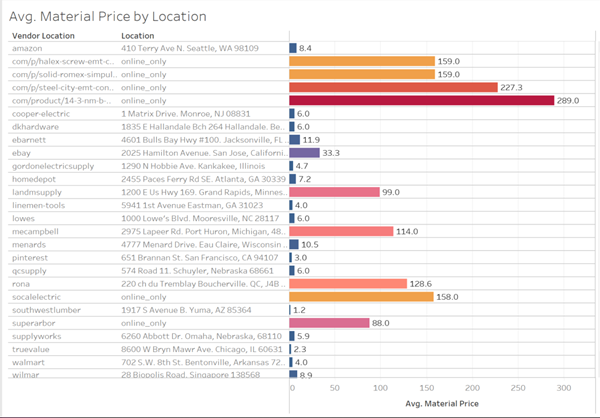 Avg. Material Price by Location
Vendor Location Location
amazon 410 Terry Ave N. Seattle, WA 98109 8.4
com/p/halex-screw-emt-c.. online_only 159.0
com/p/solid-romex-simpul.. online_only 159.0
com/p/steel-city-emt-con.. online_only 227.3
com/product/14-3-nm-b-.. online_only 289.0
cooper-electric 1 Matrix Drive. Monroe, NJ 08831 6.0
dkhardware 1835 E Hallandale Bch 264 Hallandale. Be.. 6.0
ebarnett 4601 Bulls Bay Hwy #100. Jacksonville, FL.. 11.9
ebay 2025 Hamilton Avenue. San Jose, Californi.. 33.3
gordonelectricsupply 1290 N Hobbie Ave. Kankakee, Illinois 4.7
homedepot 2455 Paces Ferry Rd SE. Atlanta, GA 30339 7.2
landmsupply 1200 E Us Hwy 169. Grand Rapids, Minnes.. 99.0
linemen-tools 5941 1st Avenue Eastman, GA 31023 4.0
lowes 1000 Lowe's Blvd. Mooresville, NC 28117 6.0
mecampbell 2975 Lapeer Rd. Port Huron, Michigan, 48.. 114.0
menards 4777 Menard Drive. Eau Claire, Wisconsin.. 10.5
pinterest 651 Brannan St. San Francisco, CA 94107 3.0
qcsupply 574 Road 11. Schuyler, Nebraska 68661 6.0
rona 220 ch du Tremblay Boucherville. QC, J4B .. 128.6
socalelectric online_only 158.0
southwestlumber 1917 S Avenue B. Yuma, AZ 85364 1.2
superarbor online_only 88.0
supplyworks 6260 Abbott Dr. Omaha, Nebraska, 68110 5.9
truevalue 8600 W Bryn Mawr Ave. Chicago, IL 60631 2.3
walmart 702 S.W. 8th St. Bentonville, Arkansas 72.. 4.0
wilmar 28 Biopolis Road. Singapore 138568 8.9
0 50 100 150 200 250 300
Avg. Material Price